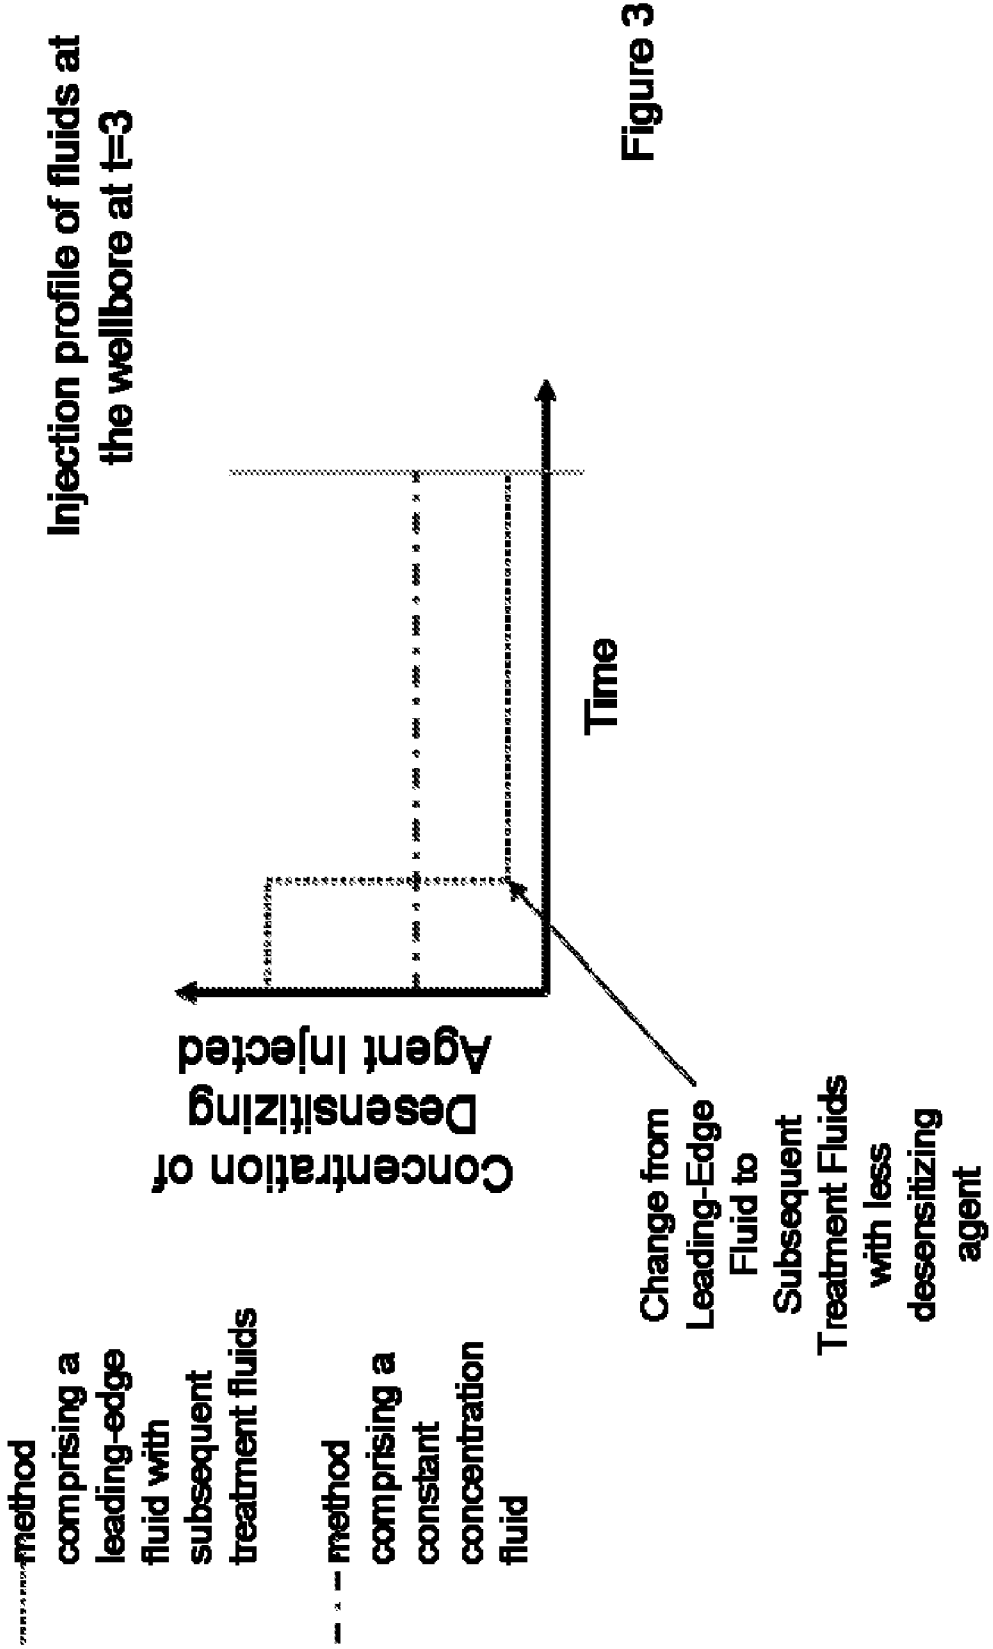 Injection profile of fluids at
the wellbore at t=3
method
comprising a
leading-edge
fluid with
subsequent
treatment fluids
method
comprising a
constant
concentration
fluid
Concentration of
Desensitizing
Agent Injected
Time
Change from
Leading-Edge
Fluid to
Subsequent
Treatment Fluids
with less
desensitizing
agent
Figure 3